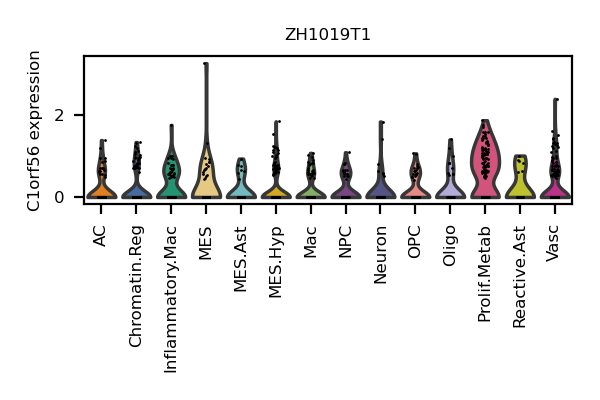 ZH1019T1
C1orf56 expression
2
0
AC
Chromatin.Reg
Inflammatory.Mac
MES
MES.Ast
MES.Hyp
Mac
NPC
Neuron
OPC
Oligo
Prolif.Metab
Reactive.Ast
Vasc